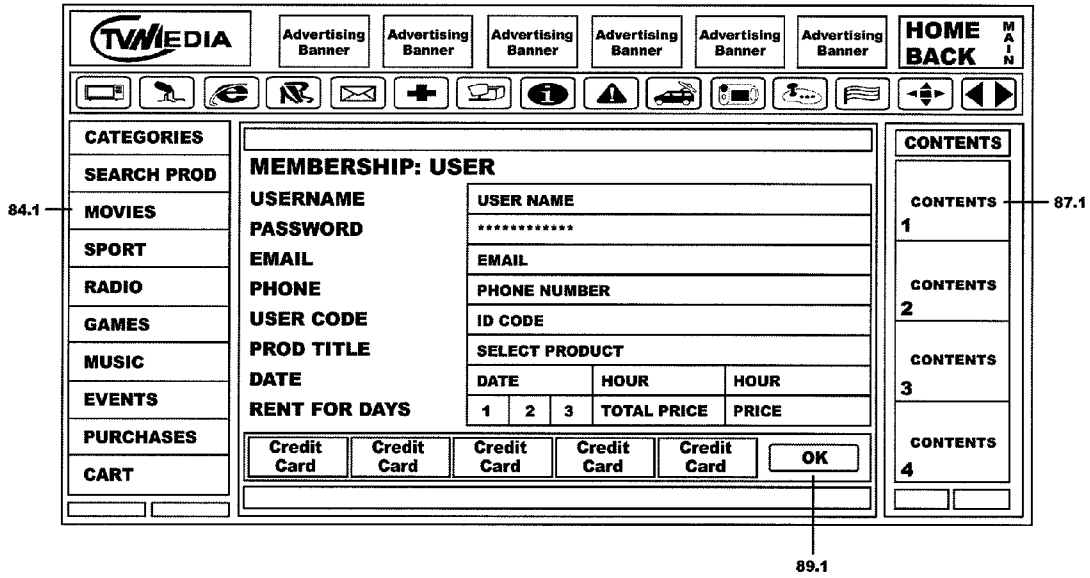 TVMEDIA
Advertising Banner
Advertising Banner
Advertising Banner
Advertising Banner
Advertising Banner
Advertising Banner
HOME
BACK
MAIN
CATEGORIES
SEARCH PROD
MOVIES
SPORT
RADIO
GAMES
MUSIC
EVENTS
PURCHASES
CART
84.1
MEMBERSHIP: USER
USERNAME USER NAME
PASSWORD ************
EMAIL EMAIL
PHONE PHONE NUMBER
USER CODE ID CODE
PROD TITLE SELECT PRODUCT
DATE DATE HOUR HOUR
RENT FOR DAYS 1 2 3 TOTAL PRICE PRICE
Credit Card
Credit Card
Credit Card
Credit Card
Credit Card
OK
CONTENTS
CONTENTS
1
CONTENTS
2
CONTENTS
3
CONTENTS
4
87.1
89.1